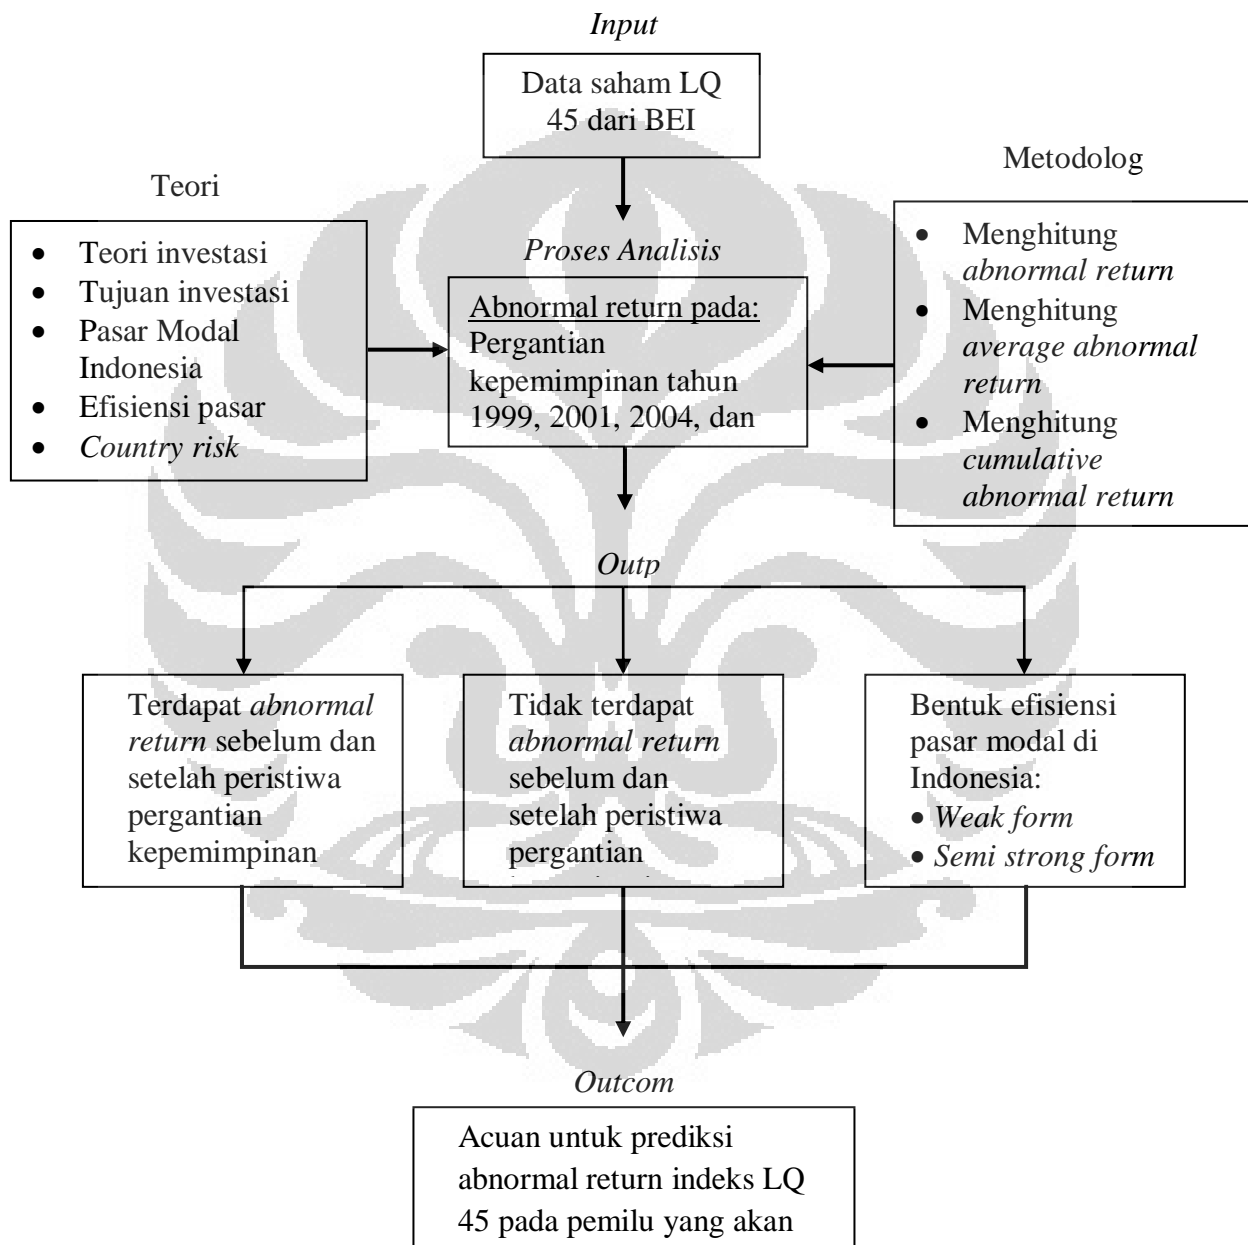 Input
Data saham LQ
45 dari BEI
Teori
• Teori investasi
• Tujuan investasi
• Pasar Modal
Indonesia
• Efisiensi pasar
• Country risk
Proses Analisis
Abnormal return pada:
Pergantian
kepemimpinan tahun
1999, 2001, 2004, dan
Metodolog
• Menghitung
abnormal return
• Menghitung
average abnormal
return
• Menghitung
cumulative
abnormal return
Outp
Terdapat abnormal
return sebelum dan
setelah peristiwa
pergantian
kepemimpinan
Tidak terdapat
abnormal return
sebelum dan
setelah peristiwa
pergantian
Bentuk efisiensi
pasar modal di
Indonesia:
• Weak form
• Semi strong form
Outcom
Acuan untuk prediksi
abnormal return indeks LQ
45 pada pemilu yang akan